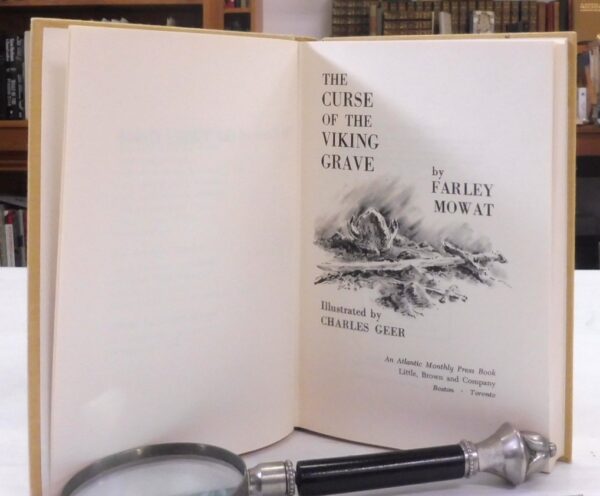 THE
CURSE
OF THE
VIKING
GRAVE
by
FARLEY
MOWAT
Illustrated by
CHARLES GEER
An Atlantic Monthly Press Book
Little, Brown and Company
Boston · Toronto